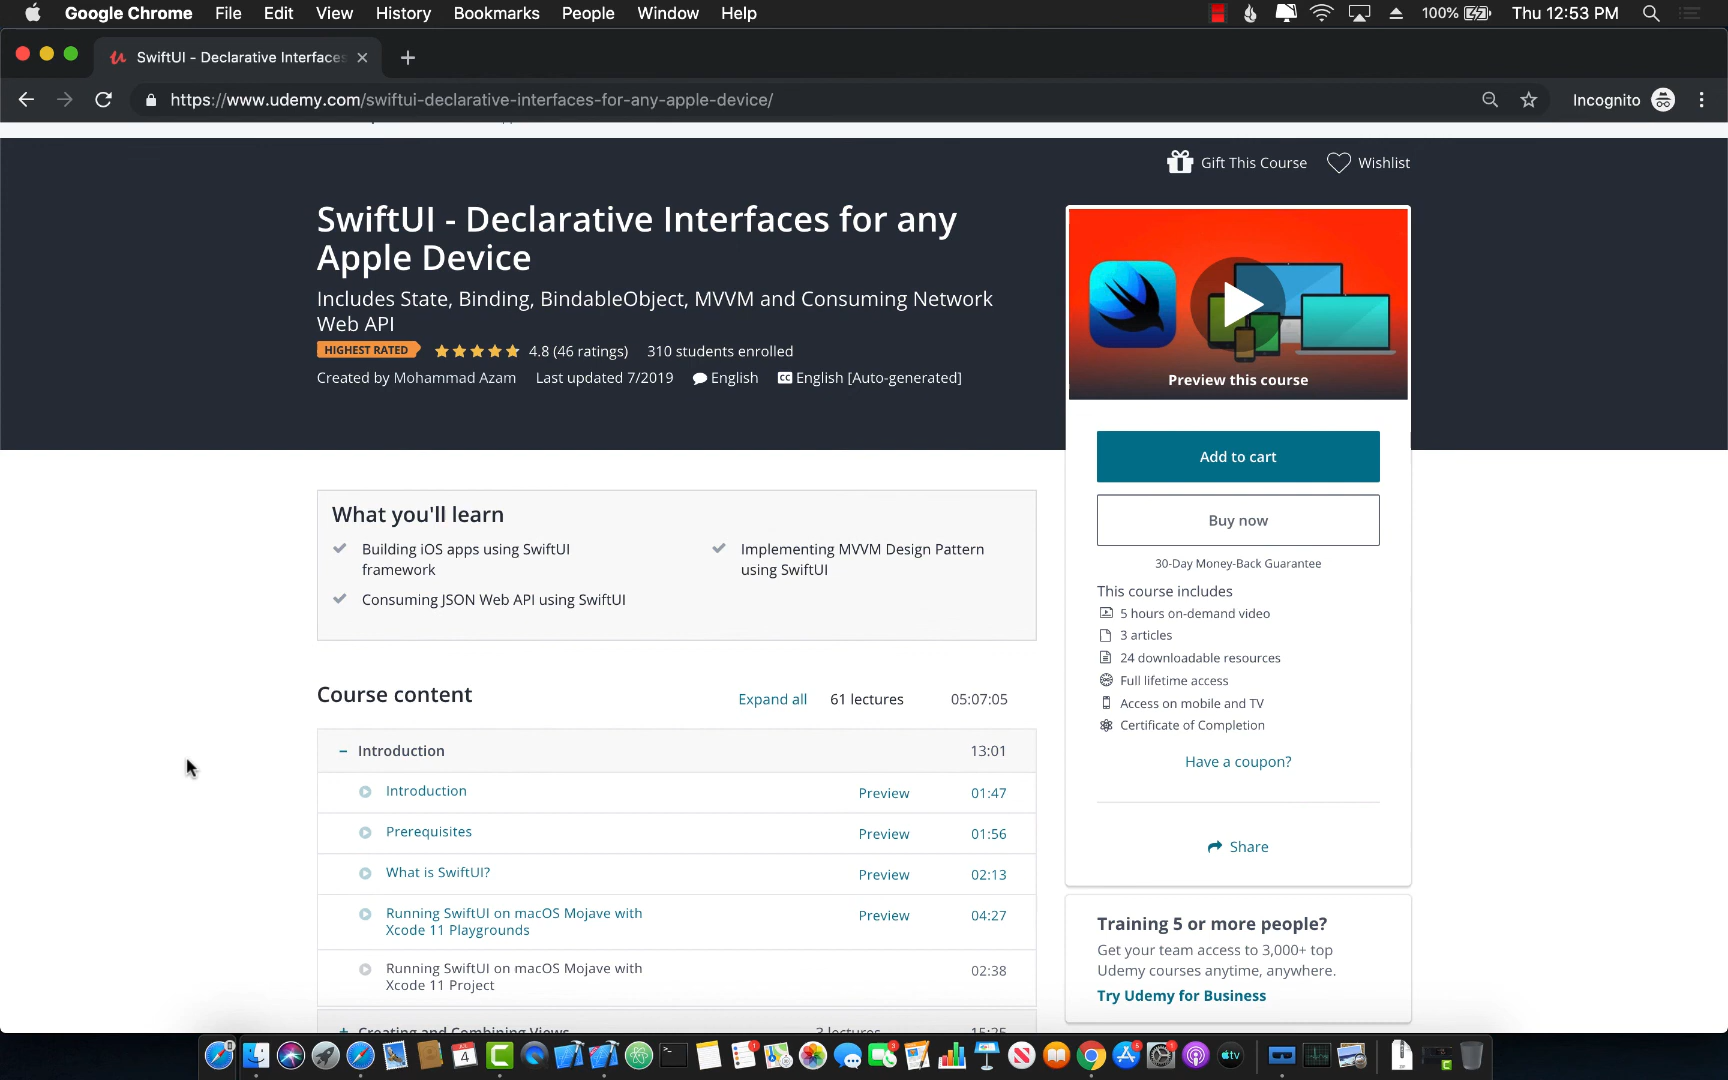 Google Chrome File Edit View History Bookmarks People Window Help 100% Thu 12:53 PM
SwiftUI - Declarative Interfaces
https://www.udemy.com/swiftui-declarative-interfaces-for-any-apple-device/ Incognito
Gift This Course Wishlist
SwiftUI - Declarative Interfaces for any
Apple Device
Includes State, Binding, BindableObject, MVVM and Consuming Network
Web API
HIGHEST RATED 4.8 (46 ratings) 310 students enrolled
Created by Mohammad Azam Last updated 7/2019 English CC English [Auto-generated]
Preview this course
Add to cart
Buy now
30-Day Money-Back Guarantee
This course includes
5 hours on-demand video
3 articles
24 downloadable resources
Full lifetime access
Access on mobile and TV
Certificate of Completion
Have a coupon?
Share
Training 5 or more people?
Get your team access to 3,000+ top
Udemy courses anytime, anywhere.
Try Udemy for Business
What you'll learn
Building iOS apps using SwiftUI
framework
Consuming JSON Web API using SwiftUI
Implementing MVVM Design Pattern
using SwiftUI
Course content Expand all 61 lectures 05:07:05
Introduction 13:01
Introduction Preview 01:47
Prerequisites Preview 01:56
What is SwiftUI? Preview 02:13
Running SwiftUI on macOS Mojave with
Xcode 11 Playgrounds Preview 04:27
Running SwiftUI on macOS Mojave with
Xcode 11 Project 02:38
Creating and Combining Views 3 lectures 15:25